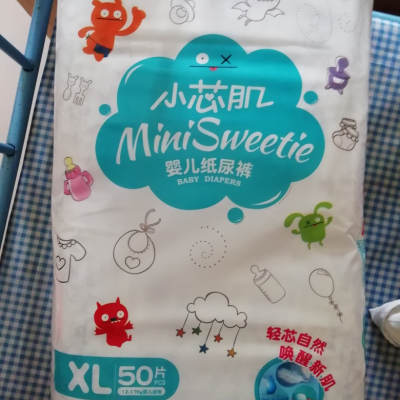 小芯肌
MiniSweetie
婴儿纸尿裤
BABY DIAPERS
轻芯自然
唤醒新肌
XL 50片
PCS